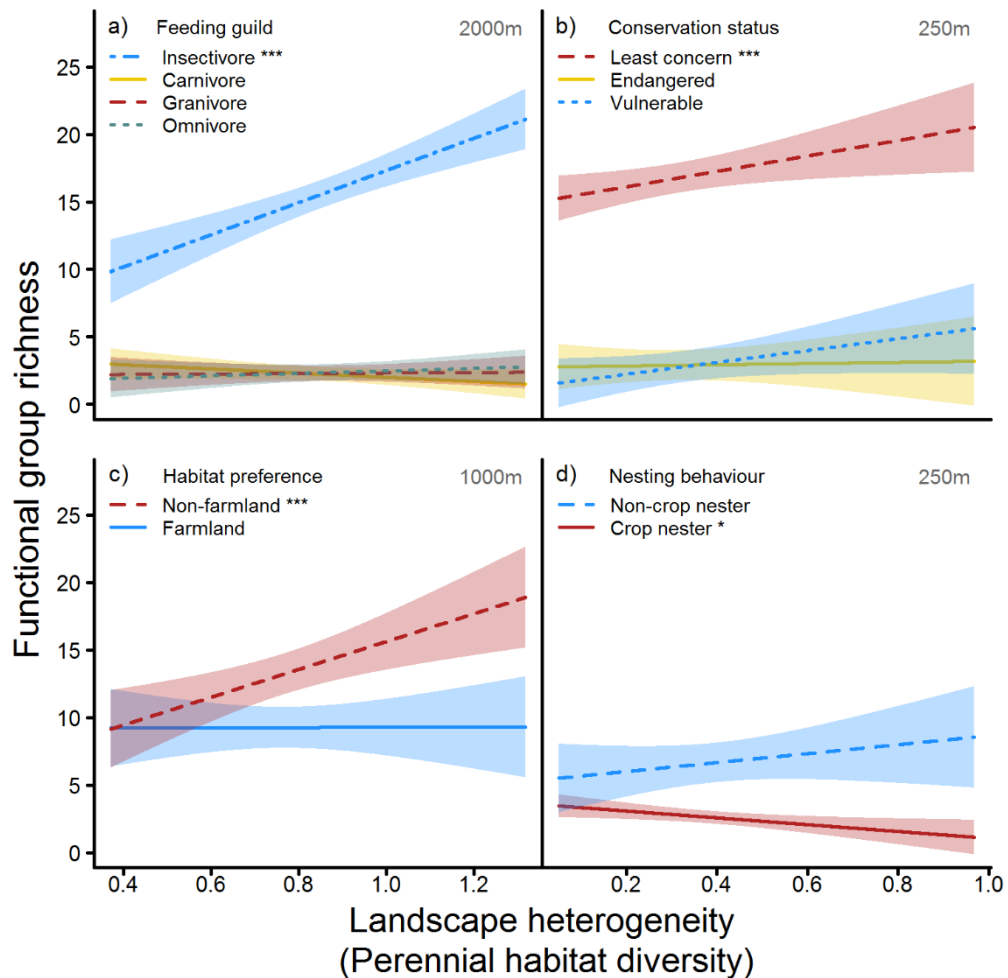 Functional group richness
a) Feeding guild 2000m
Insectivore ***
Carnivore
Granivore
Omnivore
25
20
15
10
5
0
b) Conservation status 250m
Least concern ***
Endangered
Vulnerable
c) Habitat preference 1000m
Non-farmland ***
Farmland
25
20
15
10
5
0
d) Nesting behaviour 250m
Non-crop nester
Crop nester *
0.4 0.6 0.8 1.0 1.2
0.2 0.4 0.6 0.8 1.0
Landscape heterogeneity
(Perennial habitat diversity)